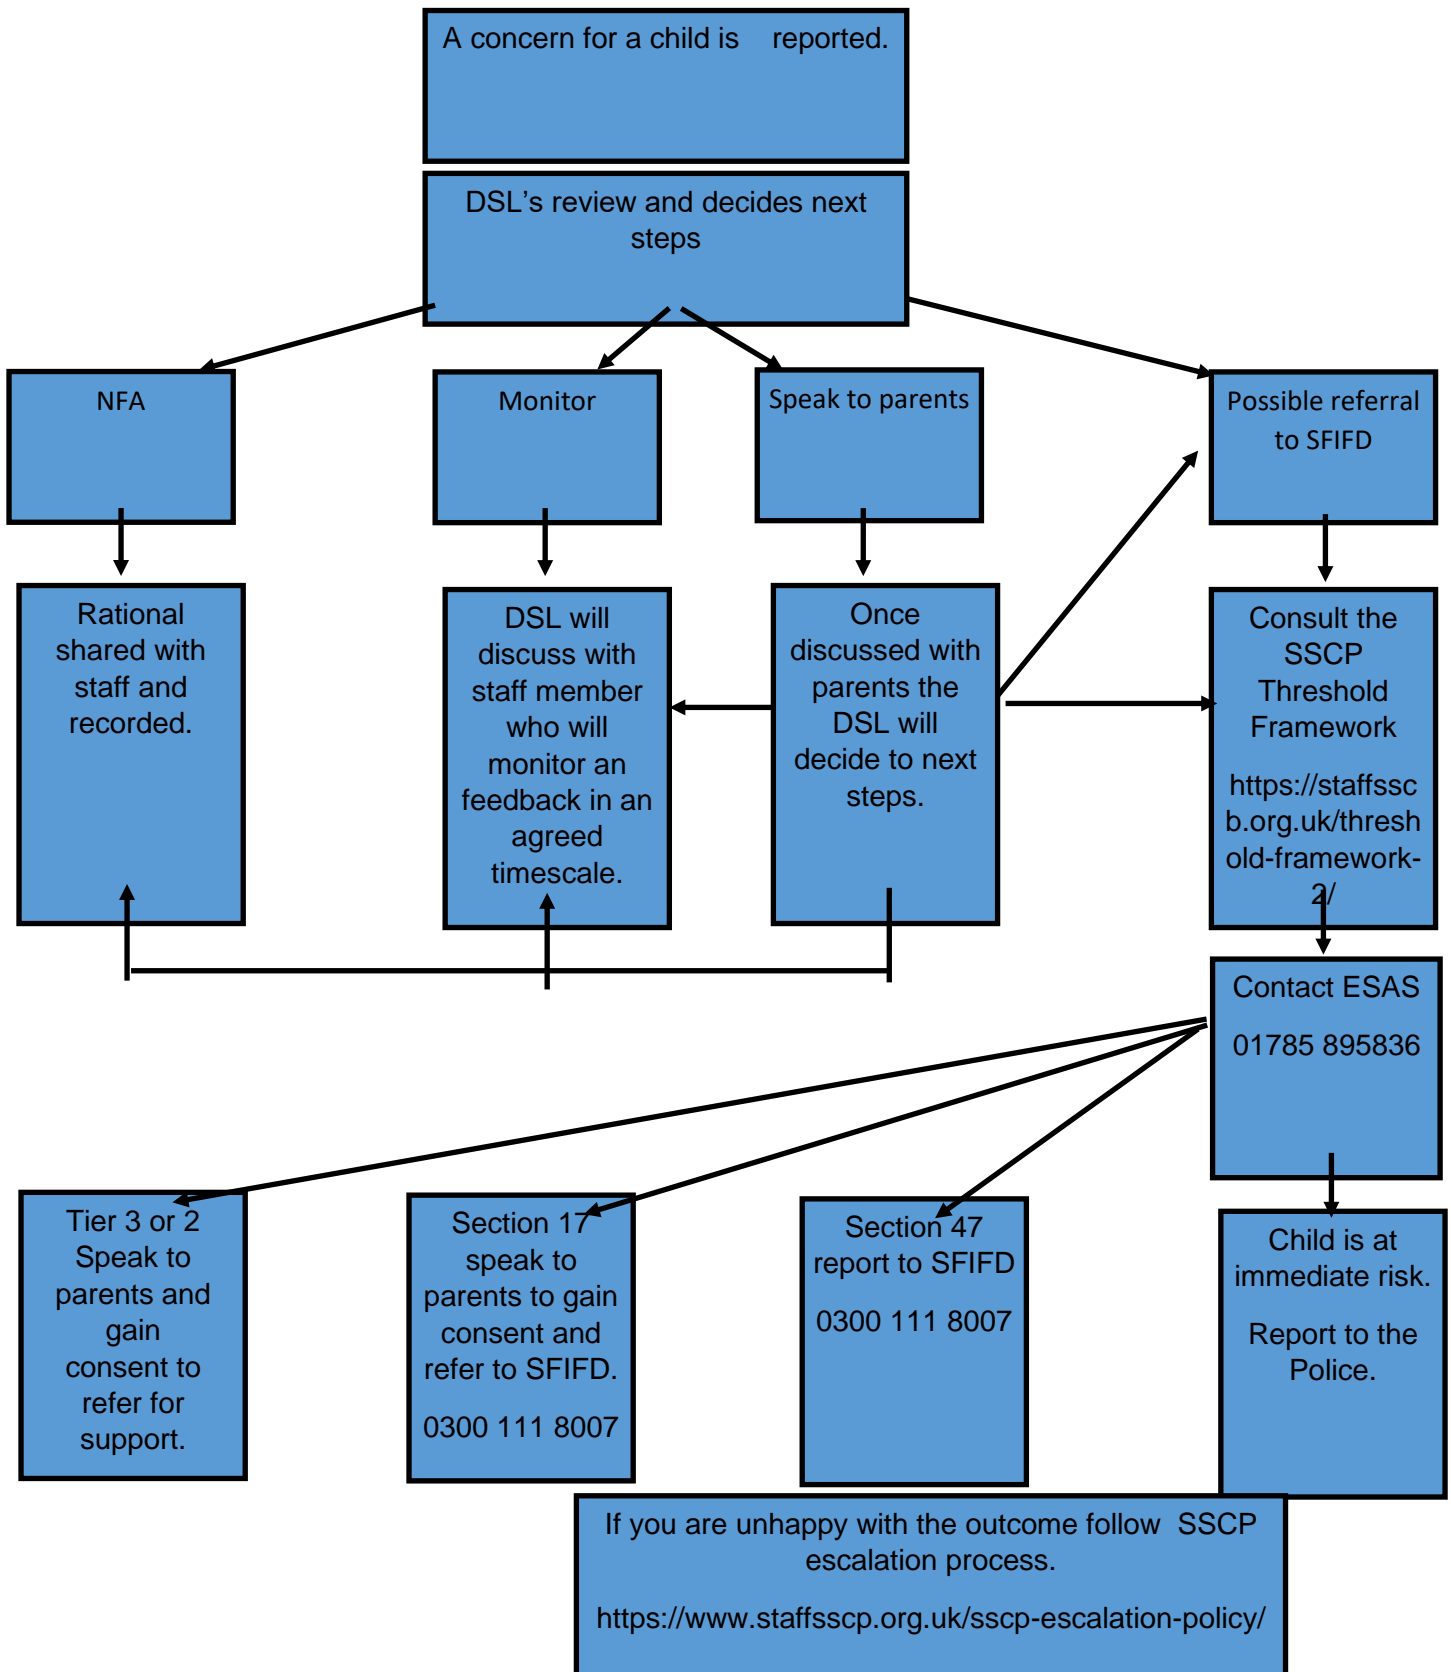 A concern for a child is reported.
DSL's review and decides next
steps
NFA
Monitor
Speak to parents
Possible referral
to SFIFD
Rational
shared with
staff and
recorded.
DSL will
discuss with
staff member
who will
monitor an
feedback in an
agreed
timescale.
Once
discussed with
parents the
DSL will
decide to next
steps.
Consult the
SSCP
Threshold
Framework
https://staffssc
b.org.uk/thresh
old-framework-
2/
Contact ESAS
01785 895836
Tier 3 or 2
Speak to
parents and
gain
consent to
refer for
support.
Section 17
speak to
parents to gain
consent and
refer to SFIFD.
0300 111 8007
Section 47
report to SFIFD
0300 111 8007
Child is at
immediate risk.
Report to the
Police.
If you are unhappy with the outcome follow SSCP
escalation process.
https://www.staffsscp.org.uk/sscp-escalation-policy/